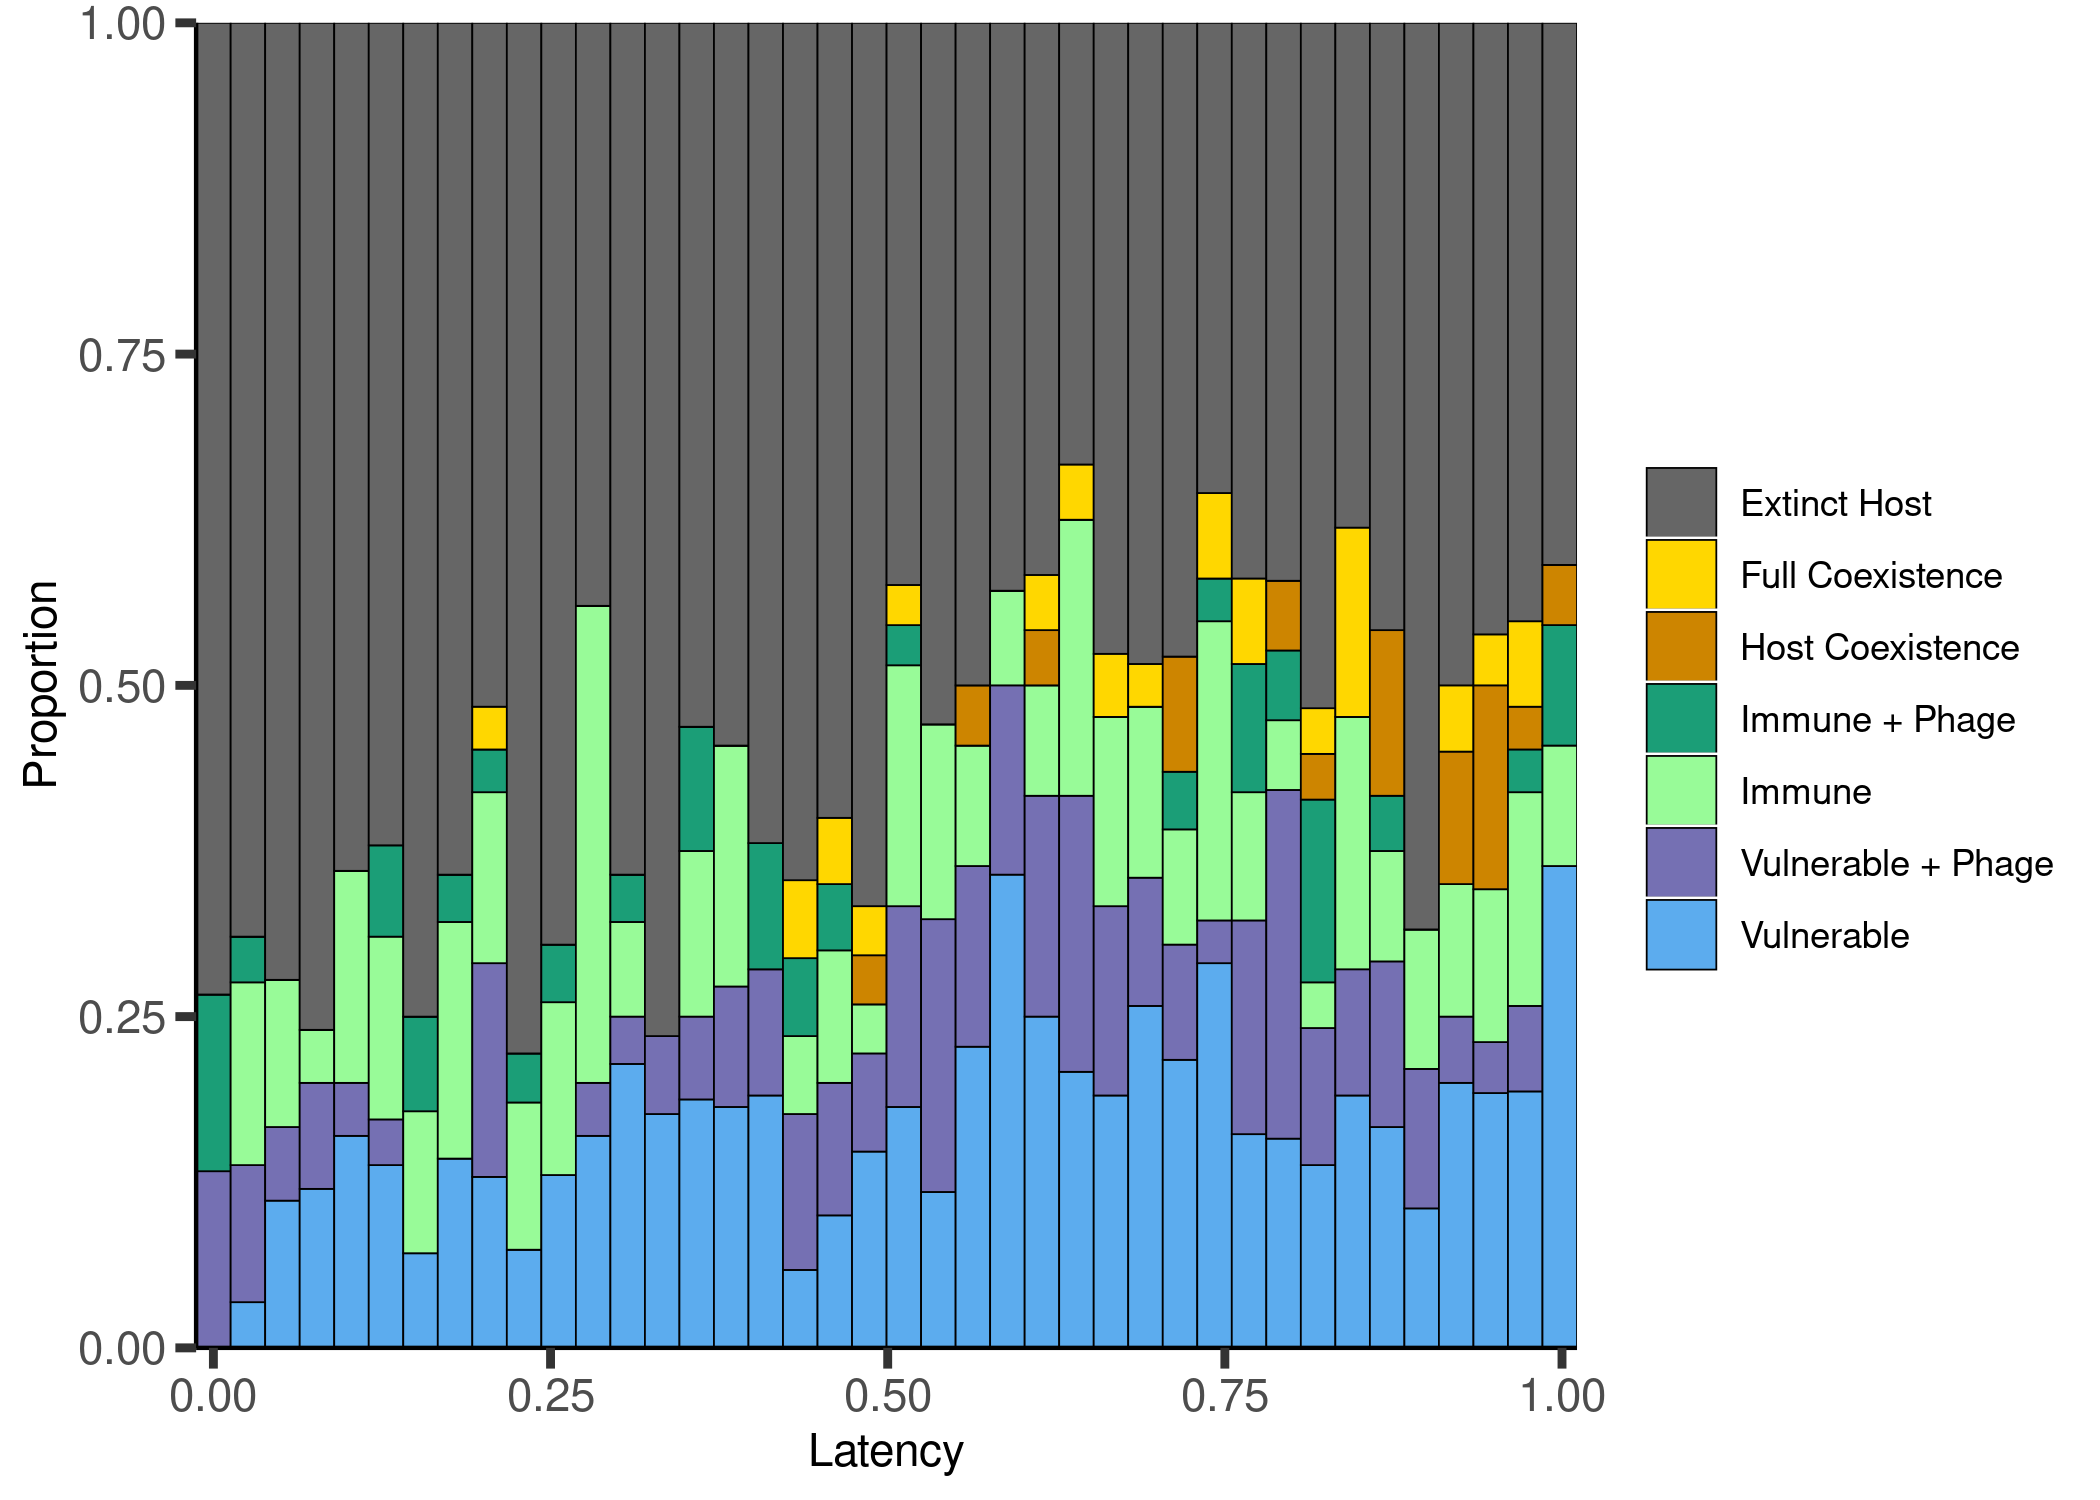 1.00
0.75
0.50
0.25
0.00
Proportion
0.00 0.25 0.50 0.75 1.00
Latency
Extinct Host
Full Coexistence
Host Coexistence
Immune + Phage
Immune
Vulnerable + Phage
Vulnerable